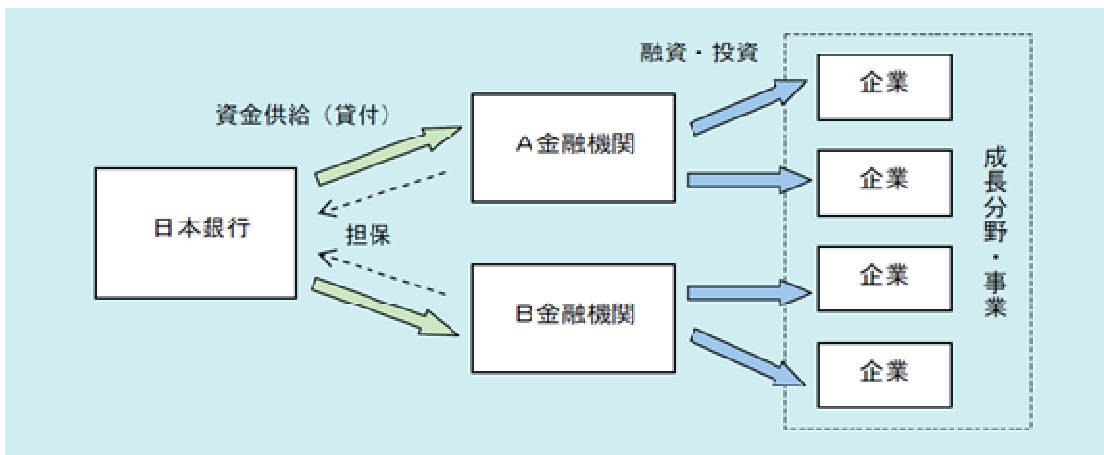 融資・投資
資金供給（貸付）
日本銀行
担保
A金融機関
B金融機関
企業
企業
企業
企業
成長分野・事業